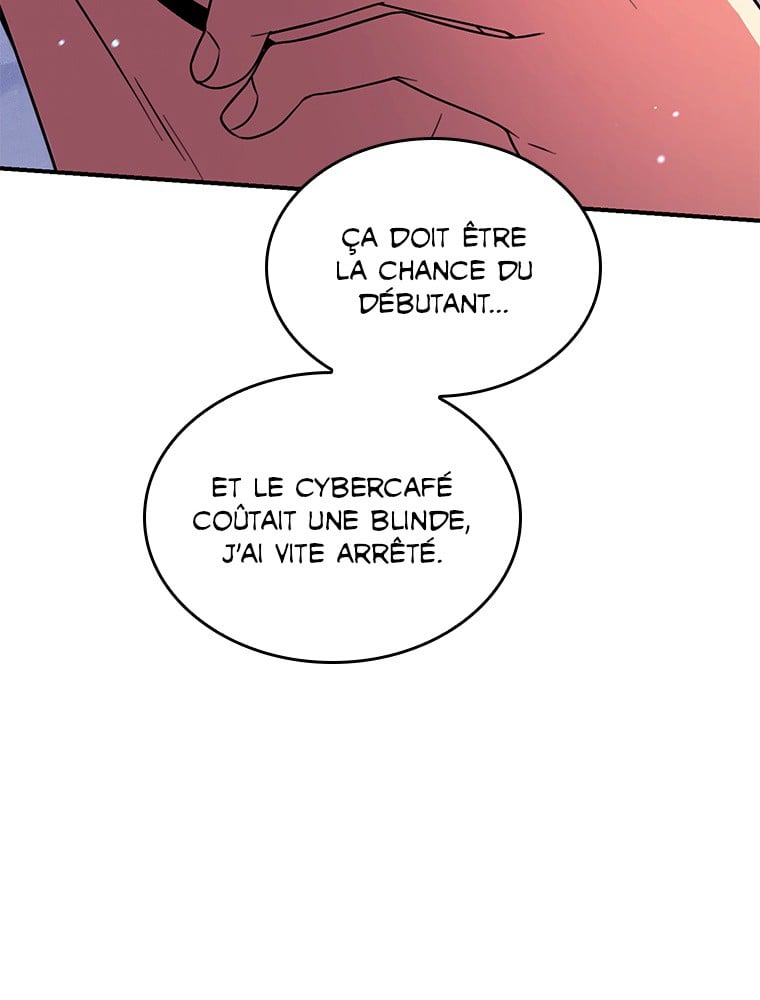 ÇA DOIT ÊTRE
LA CHANCE DU
DÉBUTANT...
ET LE CYBERCAFÉ
COÛTAIT UNE BLINDE,
J'AI VITE ARRÊTÉ.